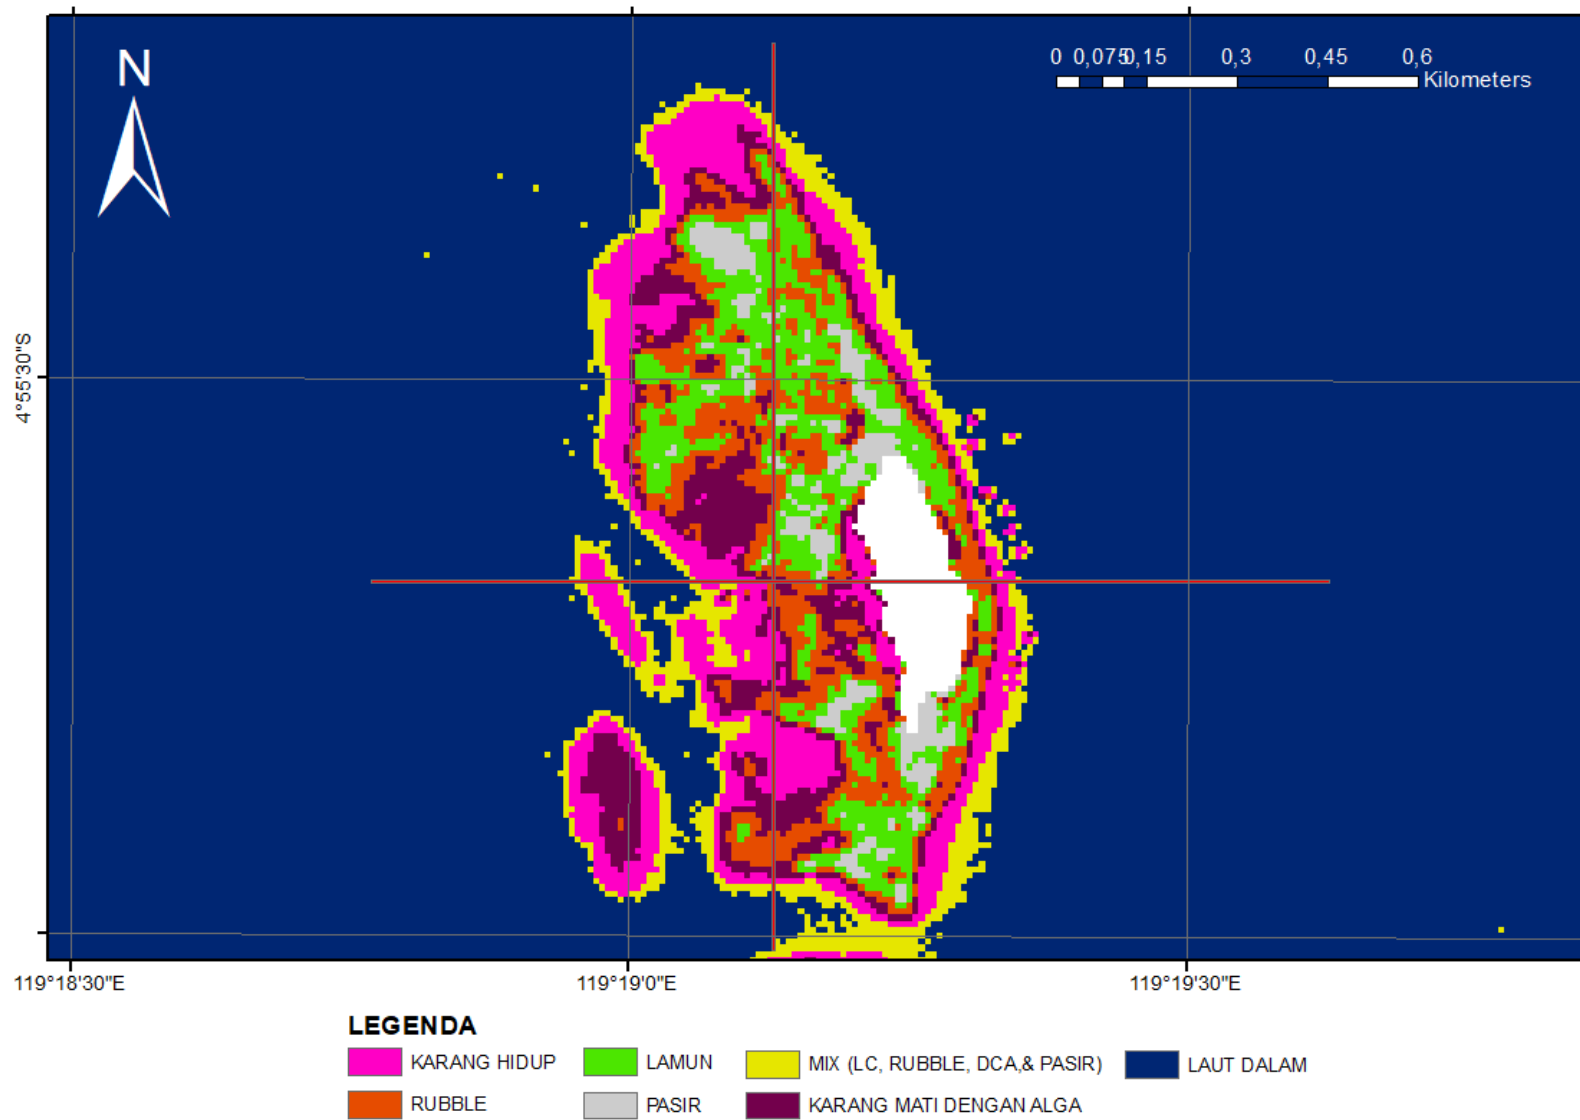 N
0 0,075 0,15 0,3 0,45 0,6
Kilometers
4°55'30"S
119°18'30"E 119°19'0"E 119°19'30"E
LEGENDA
KARANG HIDUP LAMUN MIX (LC, RUBBLE, DCA,& PASIR) LAUT DALAM
RUBBLE PASIR KARANG MATI DENGAN ALGA